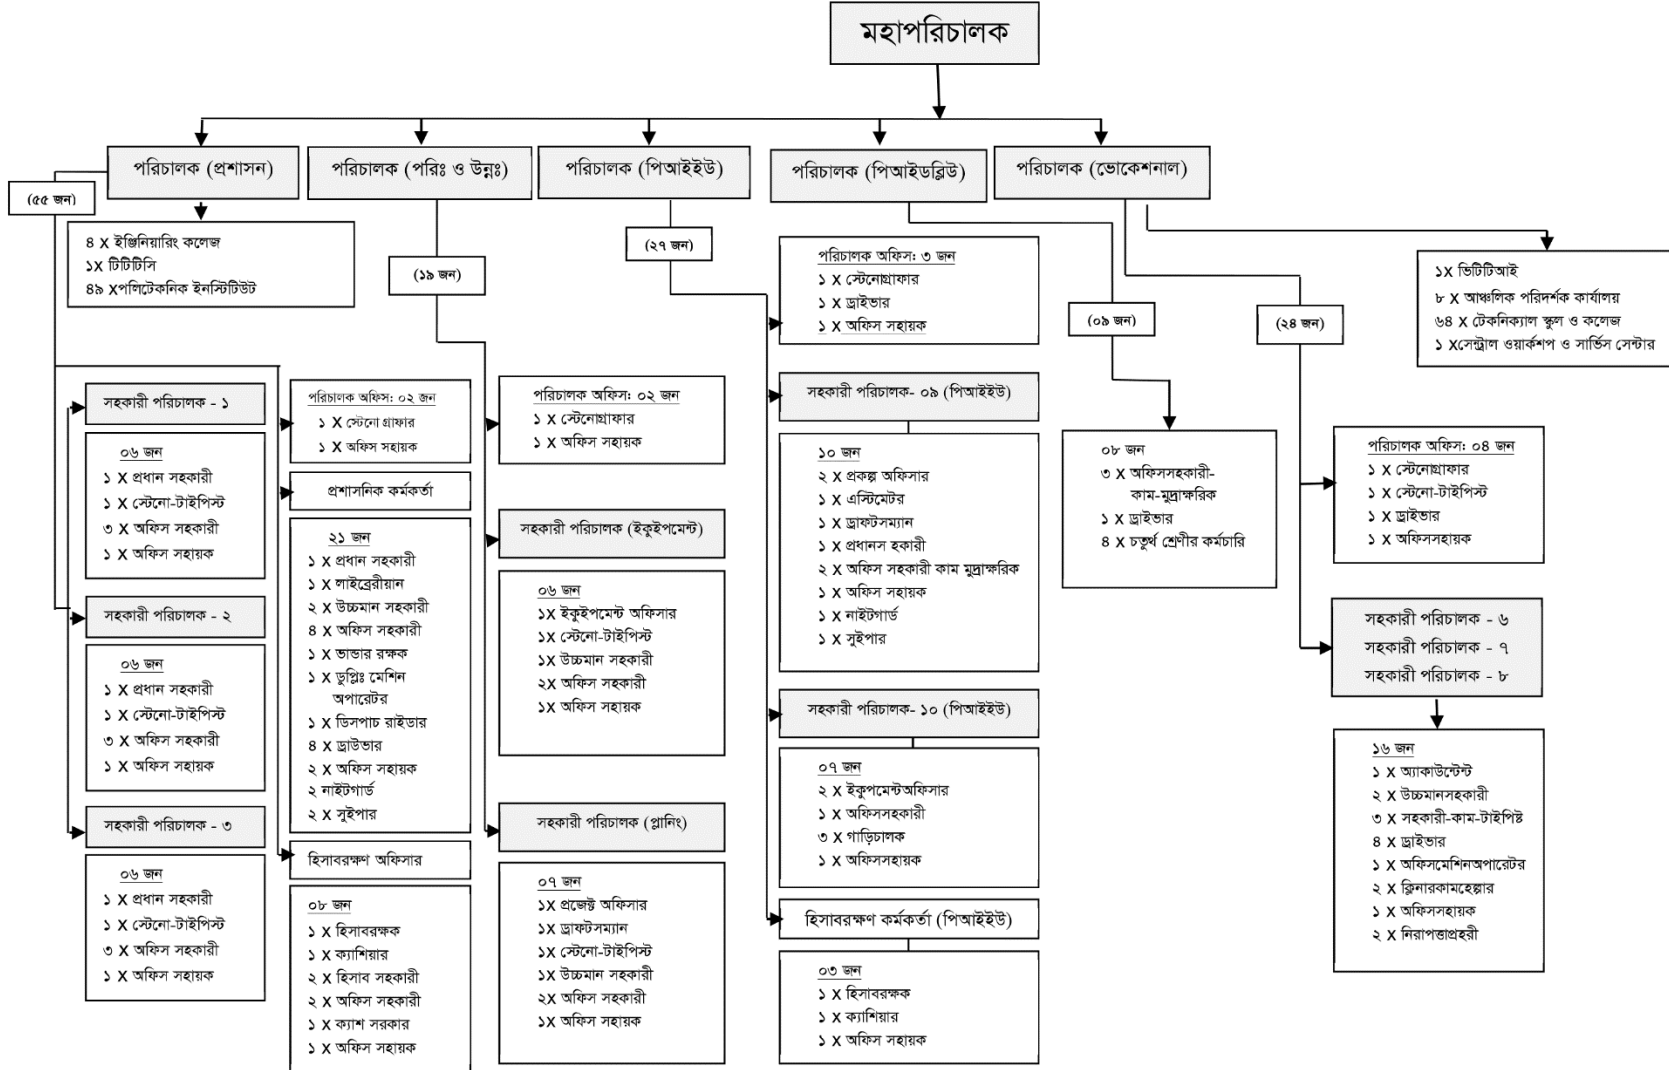 মহাপরিচালক
পরিচালক (প্রশাসন)
পরিচালক (পরিঃ ও উন্নঃ)
পরিচালক (পিআইইউ)
পরিচালক (পিআইডব্লিউ)
পরিচালক (ভোকেশনাল)
(৫৫ জন)
৪ X ইঞ্জিনিয়ারিং কলেজ
১X টিটিটিসি
৪৯ Xপলিটেকনিক ইনস্টিটিউট
(১৯ জন)
(২৭ জন)
(০৯ জন)
(২৪ জন)
১X ভিটিটিআই
৮ X আঞ্চলিক পরিদর্শক কার্যালয়
৬৪ X টেকনিক্যাল স্কুল ও কলেজ
১ Xসেন্ট্রাল ওয়ার্কশপ ও সার্ভিস সেন্টার
সহকারী পরিচালক - ১
০৬ জন
১ X প্রধান সহকারী
১ X স্টেনো-টাইপিস্ট
৩ X অফিস সহকারী
১ X অফিস সহায়ক
সহকারী পরিচালক - ২
০৬ জন
১ X প্রধান সহকারী
১ X স্টেনো-টাইপিস্ট
৩ X অফিস সহকারী
১ X অফিস সহায়ক
সহকারী পরিচালক - ৩
০৬ জন
১ X প্রধান সহকারী
১ X স্টেনো-টাইপিস্ট
৩ X অফিস সহকারী
১ X অফিস সহায়ক
পরিচালক অফিস: ০২ জন
১ X স্টেনো গ্রাফার
১ X অফিস সহায়ক
প্রশাসনিক কর্মকর্তা
২১ জন
১ X প্রধান সহকারী
১ X লাইব্রেরীয়ান
২ X উচ্চমান সহকারী
৪ X অফিস সহকারী
১ X ভান্ডার রক্ষক
১ X ডুপ্লিঃ মেশিন
অপারেটর
১ X ডিসপাচ রাইডার
৪ X ড্রাউভার
২ X অফিস সহায়ক
২ নাইটগার্ড
২ X সুইপার
হিসাবরক্ষণ অফিসার
০৮ জন
১ X হিসাবরক্ষক
১ X ক্যাশিয়ার
২ X হিসাব সহকারী
২ X অফিস সহকারী
১ X ক্যাশ সরকার
১ X অফিস সহায়ক
পরিচালক অফিস: ০২ জন
১ X স্টেনোগ্রাফার
১ X অফিস সহায়ক
সহকারী পরিচালক (ইকুইপমেন্ট)
০৬ জন
১X ইকুইপমেন্ট অফিসার
১X স্টেনো-টাইপিস্ট
১X উচ্চমান সহকারী
২X অফিস সহকারী
১X অফিস সহায়ক
সহকারী পরিচালক (প্লানিং)
০৭ জন
১X প্রজেক্ট অফিসার
১X ড্রাফটসম্যান
১X স্টেনো-টাইপিস্ট
১X উচ্চমান সহকারী
২X অফিস সহকারী
১X অফিস সহায়ক
পরিচালক অফিস: ৩ জন
১ X স্টেনোগ্রাফার
১ X ড্রাইভার
১ X অফিস সহায়ক
সহকারী পরিচালক- ০৯ (পিআইইউ)
১০ জন
২ X প্রকল্প অফিসার
১ X এস্টিমেটর
১ X ড্রাফটসম্যান
১ X প্রধানস হকারী
২ X অফিস সহকারী কাম মুদ্রাক্ষরিক
১ X অফিস সহায়ক
১ X নাইটগার্ড
১ X সুইপার
সহকারী পরিচালক- ১০ (পিআইইউ)
০৭ জন
২ X ইকুপমেন্টঅফিসার
১ X অফিসসহকারী
৩ X গাড়িচালক
১ X অফিসসহায়ক
হিসাবরক্ষণ কর্মকর্তা (পিআইইউ)
০৩ জন
১ X হিসাবরক্ষক
১ X ক্যাশিয়ার
১ X অফিস সহায়ক
০৮ জন
৩ X অফিসসহকারী-
কাম-মুদ্রাক্ষরিক
১ X ড্রাইভার
৪ X চতুর্থ শ্রেণীর কর্মচারি
পরিচালক অফিস: ০৪ জন
১ X স্টেনোগ্রাফার
১ X স্টেনো-টাইপিস্ট
১ X ড্রাইভার
১ X অফিসসহায়ক
সহকারী পরিচালক - ৬
সহকারী পরিচালক - ৭
সহকারী পরিচালক - ৮
১৬ জন
১ X অ্যাকাউন্টেন্ট
২ X উচ্চমানসহকারী
৩ X সহকারী-কাম-টাইপিষ্ট
৪ X ড্রাইভার
১ X অফিসমেশিনঅপারেটর
২ X ক্লিনারকামহেল্পার
১ X অফিসসহায়ক
২ X নিরাপত্তাপ্রহরী